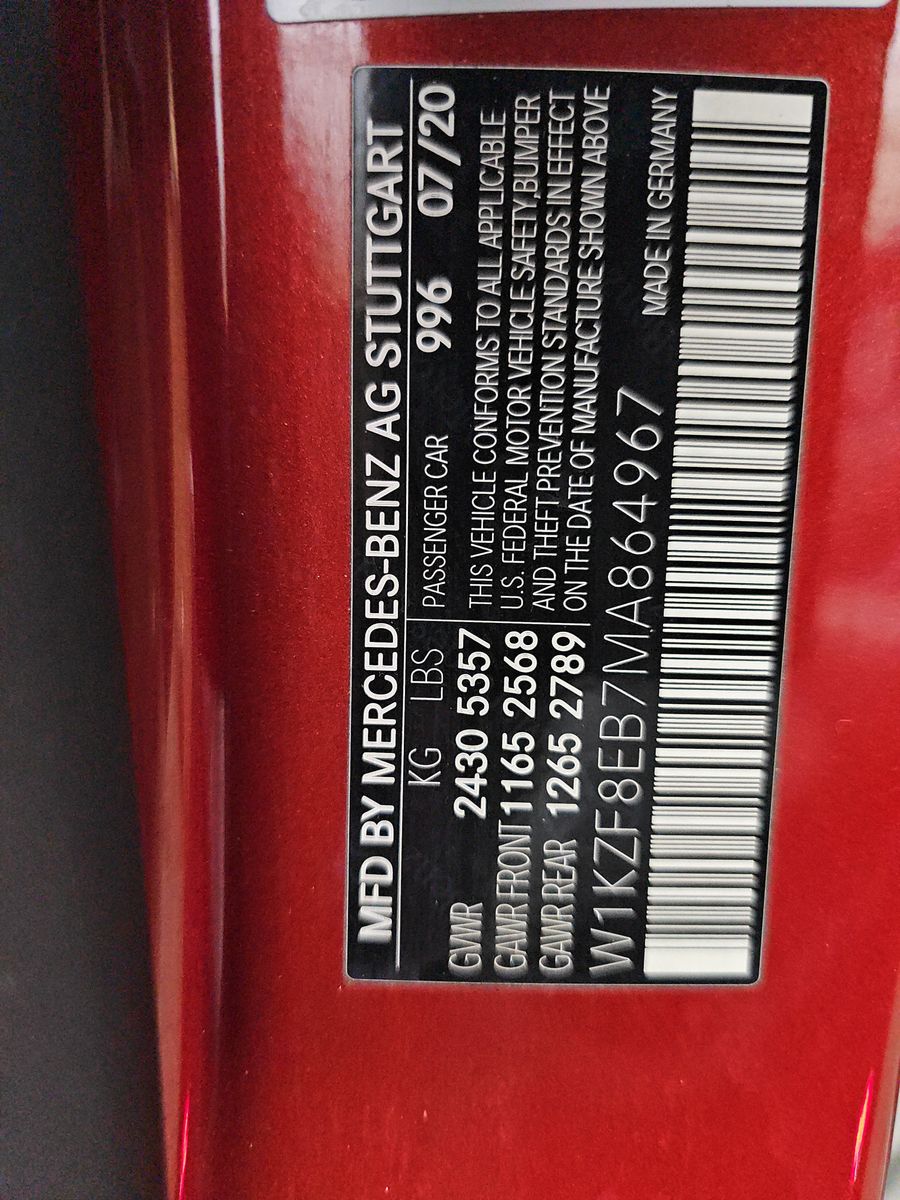 MFD BY MERCEDES-BENZ AG STUTTGART
KG LBS PASSENGER CAR 996 07/20
GVWR 2430 5357
GAWR FRONT 1165 2568
GAWR REAR 1265 2789
THIS VEHICLE CONFORMS TO ALL APPLICABLE
U.S. FEDERAL MOTOR VEHICLE SAFETY,BUMPER
AND THEFT PREVENTION STANDARDS IN EFFECT
ON THE DATE OF MANUFACTURE SHOWN ABOVE
W1KZF8EB7MA864967 MADE IN GERMANY